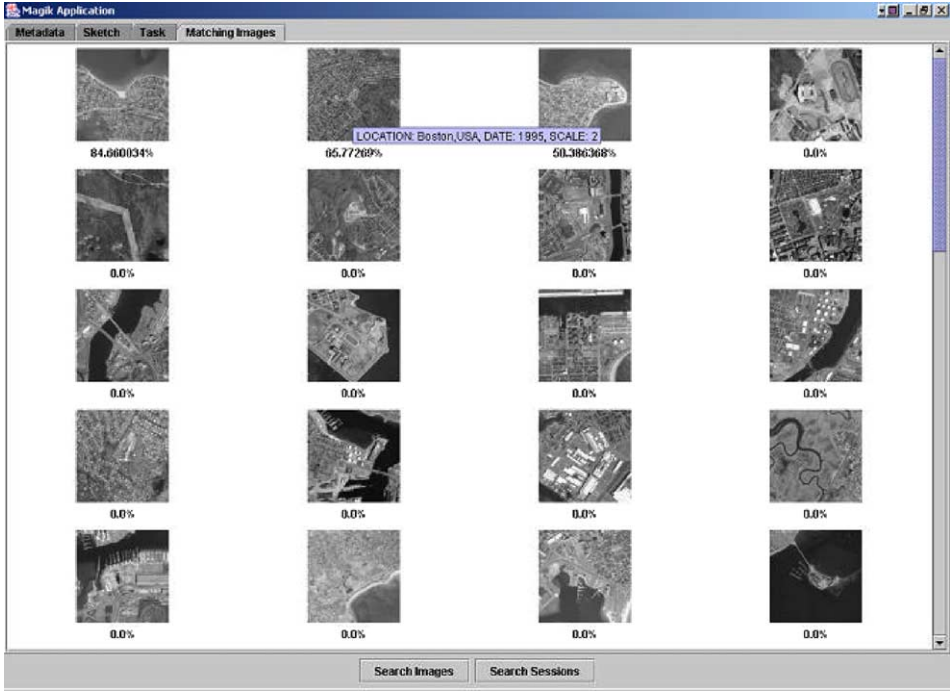 Magik Application
Metadata Sketch Task Matching Images
LOCATION: Boston,USA, DATE: 1995, SCALE: 2
84.660034% 65.77269% 50.386368% 0.0%
0.0% 0.0% 0.0% 0.0%
0.0% 0.0% 0.0% 0.0%
0.0% 0.0% 0.0% 0.0%
0.0% 0.0% 0.0% 0.0%
Search Images Search Sessions